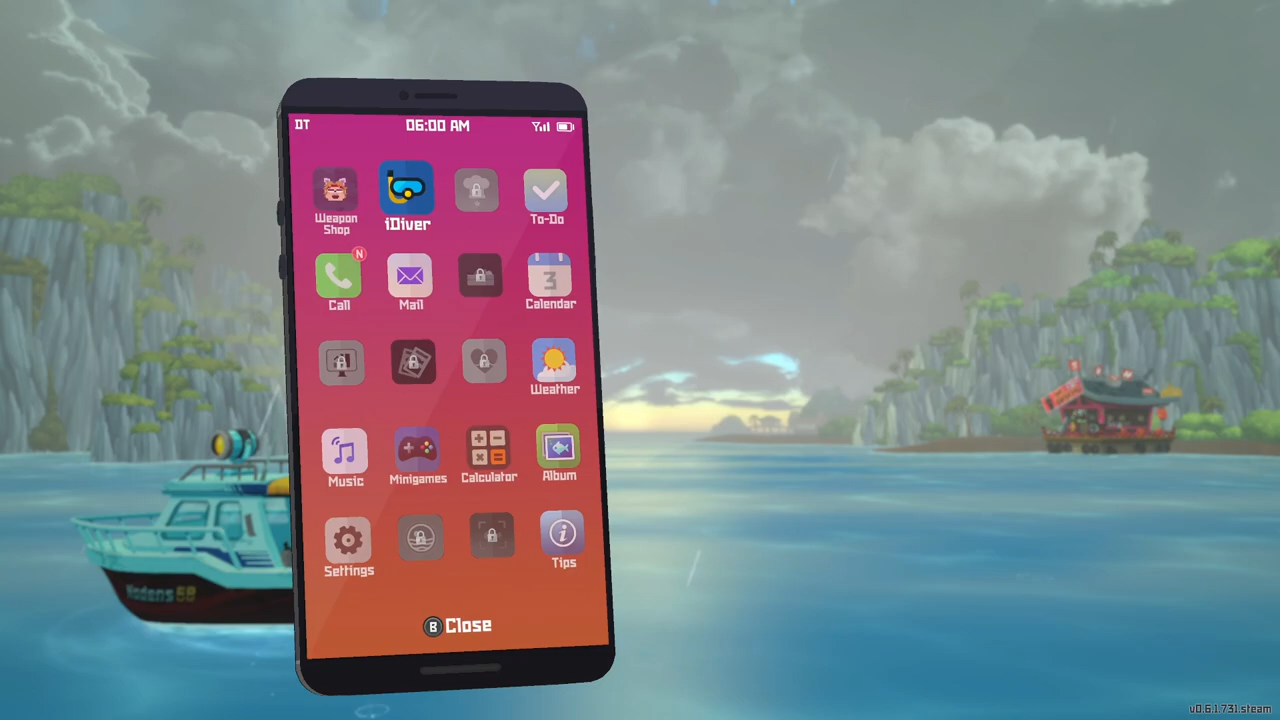 DT
06:00 AM
Weapon
Shop
iDiver
To-Do
N
Call
Mail
3
Calendar
Weather
Music
Minigames
Calculator
Album
Settings
Tips
B Close
v0.6.1.731.steam